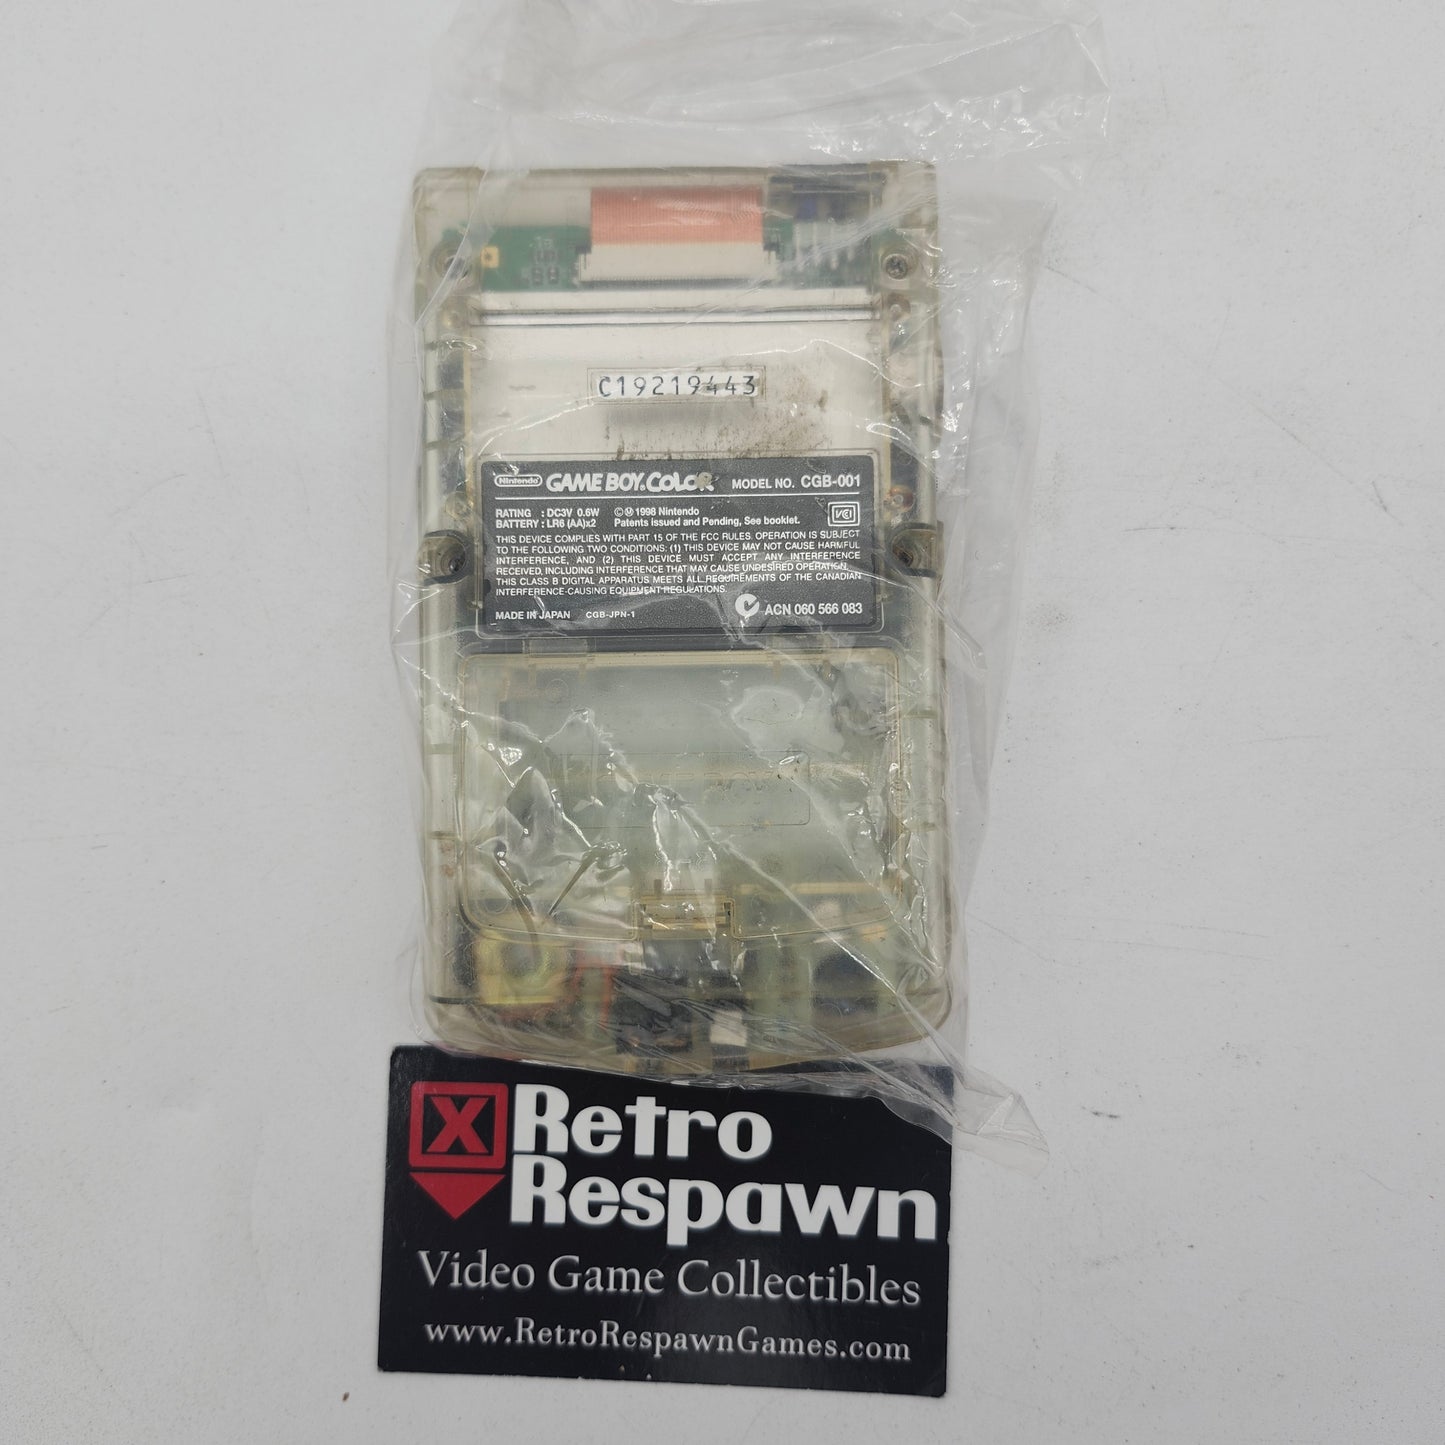 C19219443
Nintendo GAME BOY COLOR MODEL NO. CGB-001
RATING : DC3V 0.6W ©Ⓜ1998 Nintendo
BATTERY : LR6 (AA)x2 Patents issued and Pending, See booklet.
VCI
THIS DEVICE COMPLIES WITH PART 15 OF THE FCC RULES. OPERATION IS SUBJECT
TO THE FOLLOWING TWO CONDITIONS: (1) THIS DEVICE MAY NOT CAUSE HARMFUL
INTERFERENCE, AND (2) THIS DEVICE MUST ACCEPT ANY INTERFERENCE
RECEIVED, INCLUDING INTERFERENCE THAT MAY CAUSE UNDESIRED OPERATION.
THIS CLASS B DIGITAL APPARATUS MEETS ALL REQUIREMENTS OF THE CANADIAN
INTERFERENCE-CAUSING EQUIPMENT REGULATIONS.
MADE IN JAPAN CGB-JPN-1 ACN 060 566 083
X Retro
Respawn
Video Game Collectibles
www.RetroRespawnGames.com